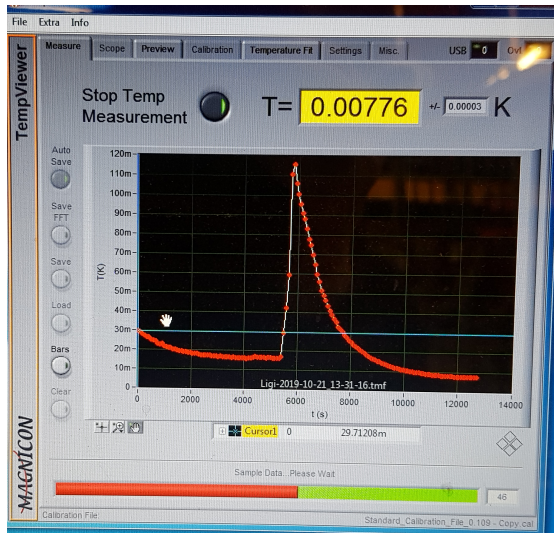 File Extra Info
TempViewer
Measure Scope Preview Calibration Temperature Fit Settings Misc. USB 0 Ovf
Stop Temp
Measurement
T= 0.00776 +/- 0.00003 K
Auto
Save
Save
FFT
Save
Load
Bars
Clear
T(K)
120m
110m
100m
90m
80m
70m
60m
50m
40m
30m
20m
10m
0
Ligi-2019-10-21_13-31-16.tmf
0 2000 4000 6000 8000 10000 12000 14000
t (s)
Cursor1 0 29.71208m
MAGNICON
Sample Data...Please Wait
46
Calibration File: Standard_Calibration_File_0.109 - Copy.cal